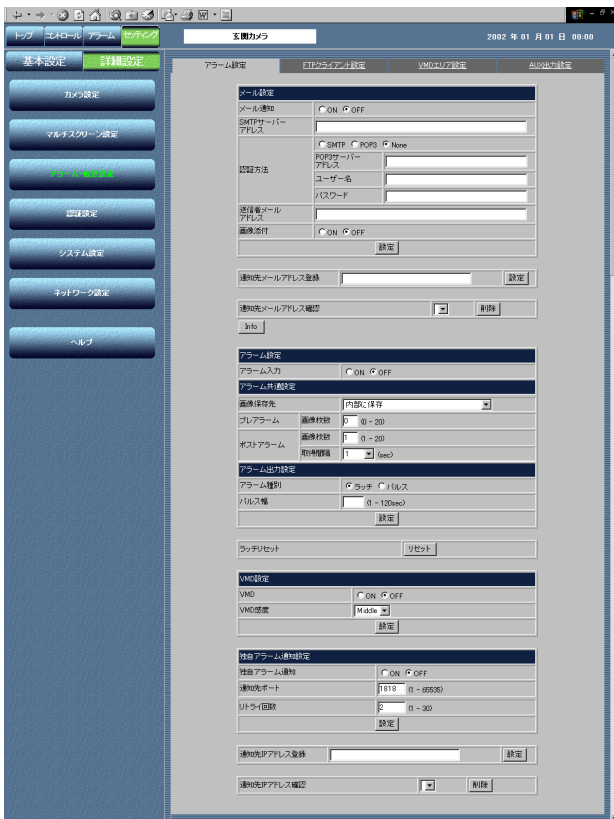 トップ コントロール アラーム セッティング 玄関カメラ 2002 年 01 月 01 日 00:00
基本設定 詳細設定
アラーム設定 FTPクライアント設定 VMDエリア設定 AUX出力設定
カメラ設定
マルチスクリーン設定
認証設定
システム設定
ネットワーク設定
ヘルプ
メール設定
メール通知 ON OFF
SMTPサーバーアドレス
認証方法 SMTP POP3 None
POP3サーバーアドレス
ユーザー名
パスワード
送信者メールアドレス
画像添付 ON OFF
設定
通知先メールアドレス登録 設定
通知先メールアドレス確認 削除
Info
アラーム設定
アラーム入力 ON OFF
アラーム共通設定
画像保存先 内部に保存
プレアラーム 画像枚数 0 (0 - 20)
ポストアラーム 画像枚数 1 (1 - 20)
取得間隔 1 (sec)
アラーム出力設定
アラーム種別 ラッチ パルス
パルス幅 (1 - 120sec)
設定
ラッチリセット リセット
VMD設定
VMD ON OFF
VMD感度 Middle
設定
独自アラーム通知設定
独自アラーム通知 ON OFF
通知先ポート 1818 (1 - 65535)
リトライ回数 2 (1 - 30)
設定
通知先IPアドレス登録 設定
通知先IPアドレス確認 削除